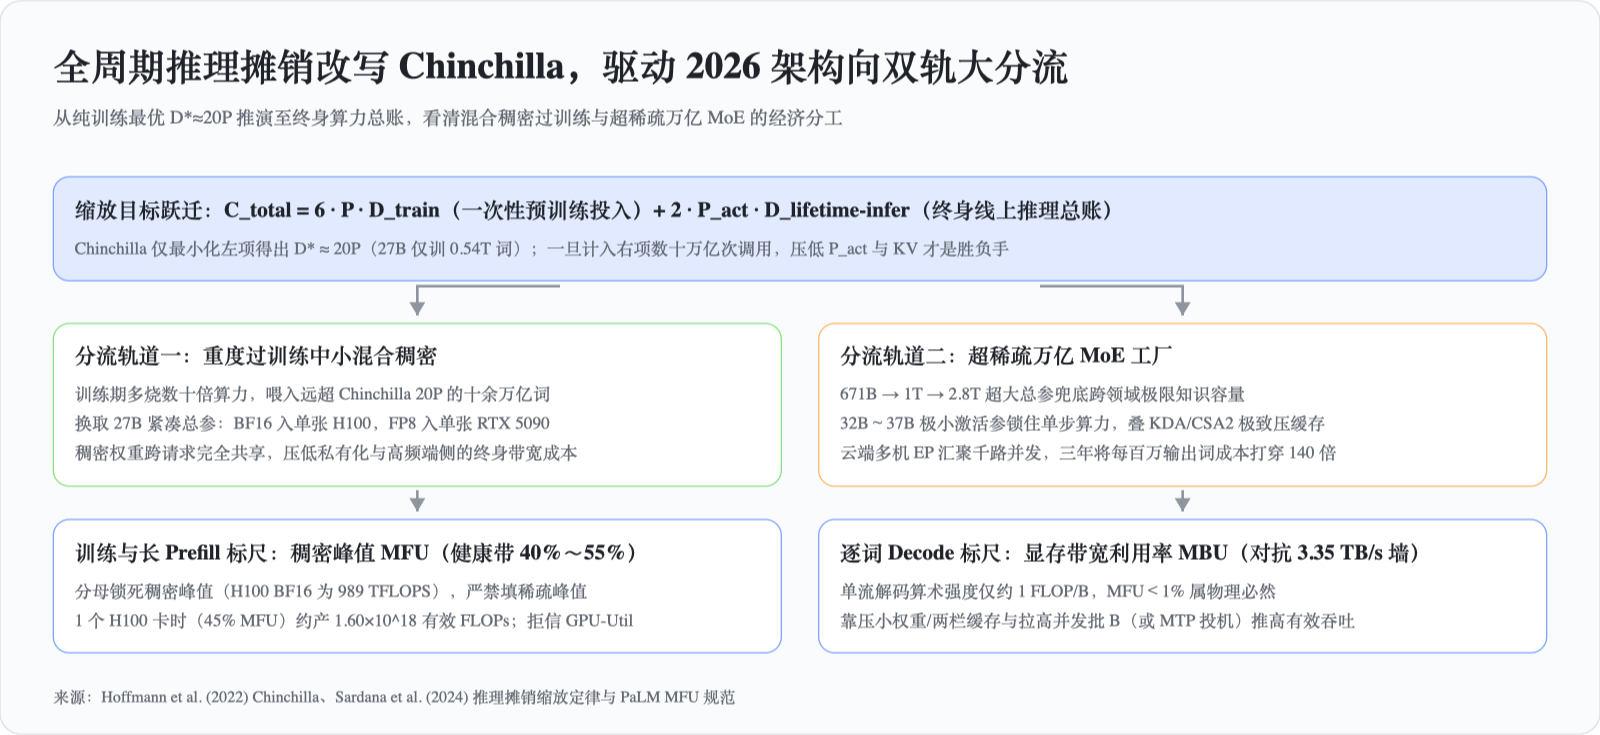 全周期推理摊销改写 Chinchilla，驱动 2026 架构向双轨大分流
从纯训练最优 D*≈20P 推演至终身算力总账，看清混合稠密过训练与超稀疏万亿 MoE 的经济分工
缩放目标跃迁：C_total = 6 · P · D_train（一次性预训练投入）+ 2 · P_act · D_lifetime-infer（终身线上推理总账）
Chinchilla 仅最小化左项得出 D* ≈ 20P（27B 仅训 0.54T 词）；一旦计入右项数十万亿次调用，压低 P_act 与 KV 才是胜负手
分流轨道一：重度过训练中小混合稠密
训练期多烧数十倍算力，喂入远超 Chinchilla 20P 的十余万亿词
换取 27B 紧凑总参：BF16 入单张 H100，FP8 入单张 RTX 5090
稠密权重跨请求完全共享，压低私有化与高频端侧的终身带宽成本
分流轨道二：超稀疏万亿 MoE 工厂
671B → 1T → 2.8T 超大总参兜底跨领域极限知识容量
32B ~ 37B 极小激活参锁住单步算力，叠 KDA/CSA2 极致压缓存
云端多机 EP 汇聚千路并发，三年将每百万输出词成本打穿 140 倍
训练与长 Prefill 标尺：稠密峰值 MFU（健康带 40%～55%）
分母锁死稠密峰值（H100 BF16 为 989 TFLOPS），严禁填稀疏峰值
1 个 H100 卡时（45% MFU）约产 1.60×10^18 有效 FLOPs；拒信 GPU-Util
逐词 Decode 标尺：显存带宽利用率 MBU（对抗 3.35 TB/s 墙）
单流解码算术强度仅约 1 FLOP/B，MFU < 1% 属物理必然
靠压小权重/两栏缓存与拉高并发批 B（或 MTP 投机）推高有效吞吐
来源：Hoffmann et al. (2022) Chinchilla、Sardana et al. (2024) 推理摊销缩放定律与 PaLM MFU 规范